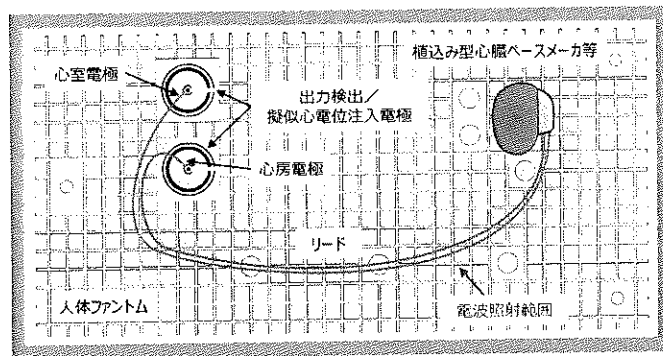 植込み型心臓ペースメーカ等
心室電極
出力検出/
擬似心電位注入電極
心房電極
リード
人体ファントム
電波照射範囲